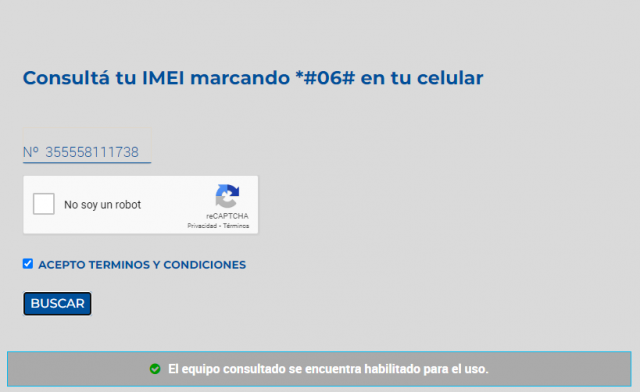 Consultá tu IMEI marcando *#06# en tu celular
Nº 355558111738
No soy un robot
reCAPTCHA
Privacidad - Términos
ACEPTO TERMINOS Y CONDICIONES
BUSCAR
El equipo consultado se encuentra habilitado para el uso.